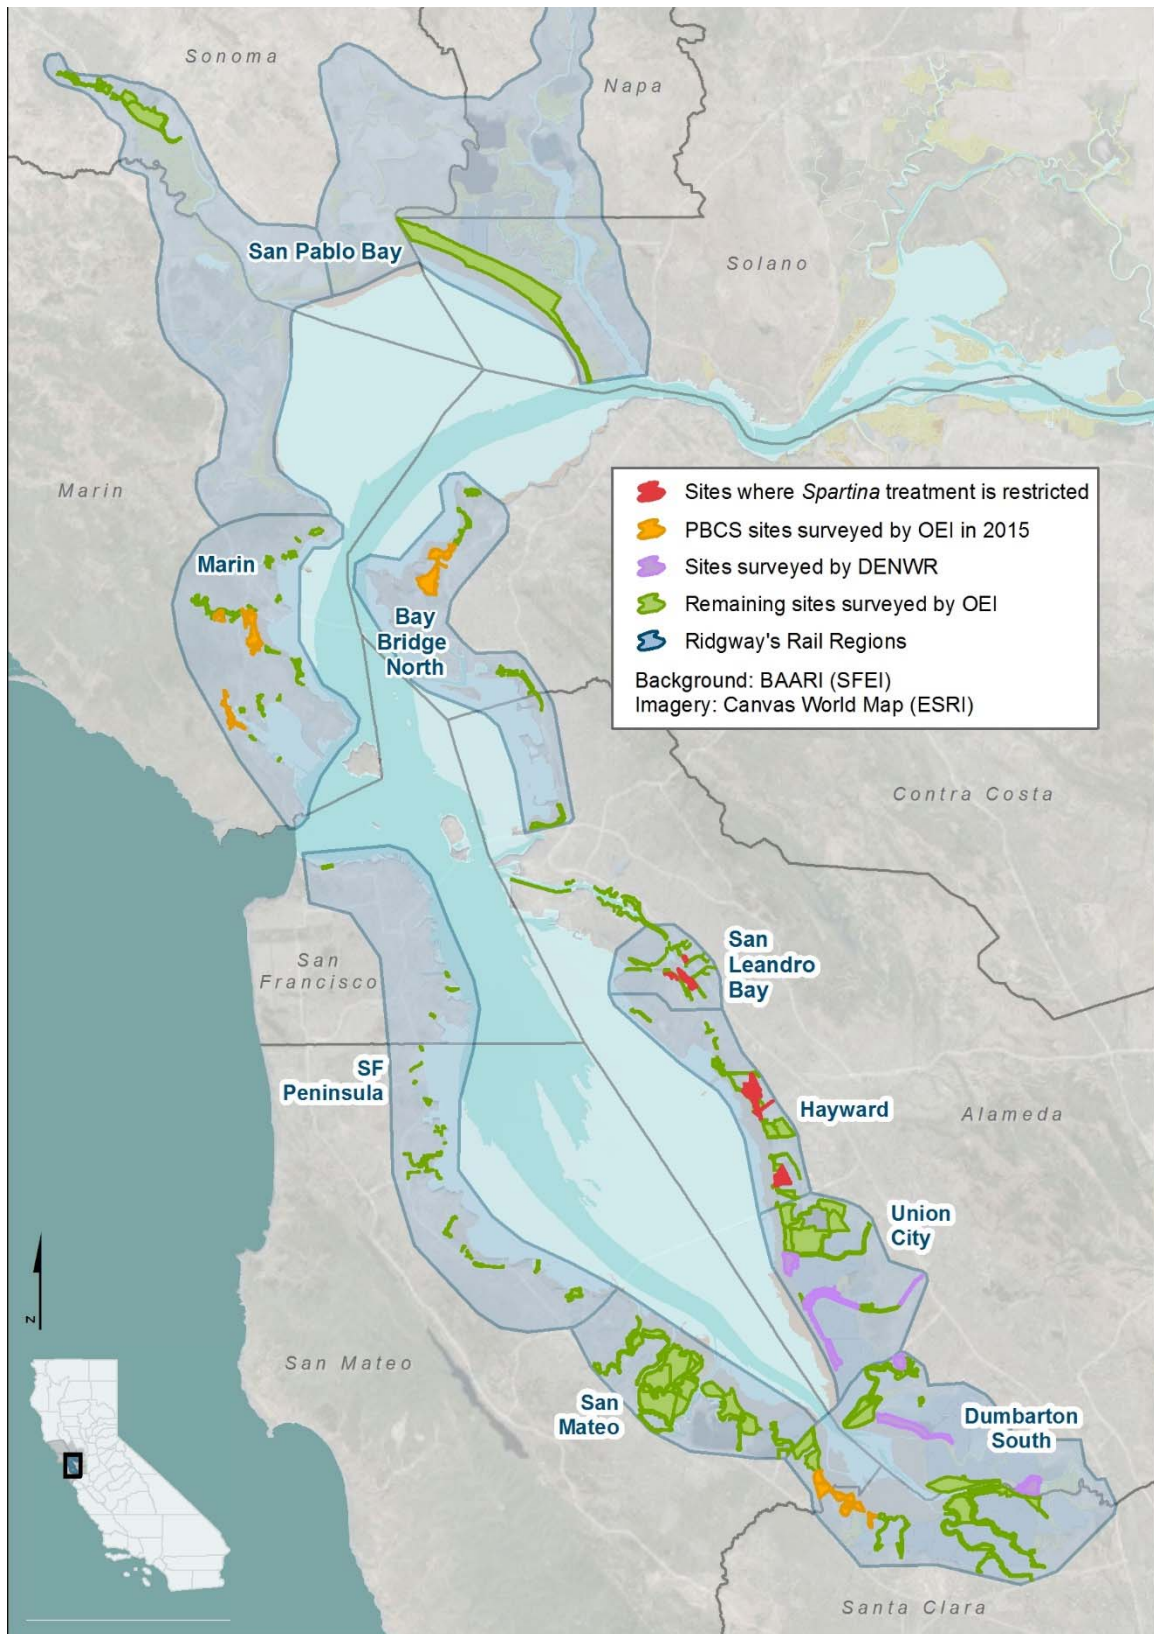 Sonoma
Napa
San Pablo Bay
Solano
Marin
Sites where Spartina treatment is restricted
PBCS sites surveyed by OEI in 2015
Sites surveyed by DENWR
Remaining sites surveyed by OEI
Ridgway's Rail Regions
Background: BAARI (SFEI)
Imagery: Canvas World Map (ESRI)
Marin
Bay
Bridge
North
Contra Costa
San
Francisco
San
Leandro
Bay
SF
Peninsula
Hayward
Alameda
Union
City
N
San Mateo
San
Mateo
Dumbarton
South
Santa Clara